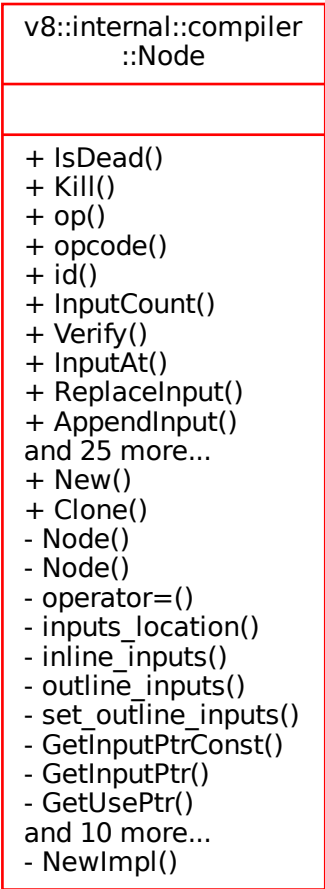 v8::internal::compiler
::Node
+ IsDead()
+ Kill()
+ op()
+ opcode()
+ id()
+ InputCount()
+ Verify()
+ InputAt()
+ ReplaceInput()
+ AppendInput()
and 25 more...
+ New()
+ Clone()
- Node()
- Node()
- operator=()
- inputs_location()
- inline_inputs()
- outline_inputs()
- set_outline_inputs()
- GetInputPtrConst()
- GetInputPtr()
- GetUsePtr()
and 10 more...
- NewImpl()